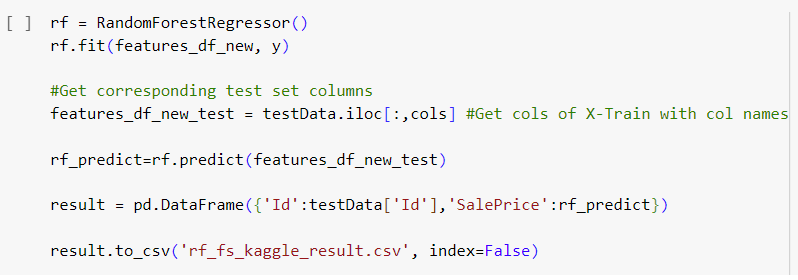 [ ] rf = RandomForestRegressor()
rf.fit(features_df_new, y)
#Get corresponding test set columns
features_df_new_test = testData.iloc[:,cols] #Get cols of X-Train with col names
rf_predict=rf.predict(features_df_new_test)
result = pd.DataFrame({'Id':testData['Id'],'SalePrice':rf_predict})
result.to_csv('rf_fs_kaggle_result.csv', index=False)